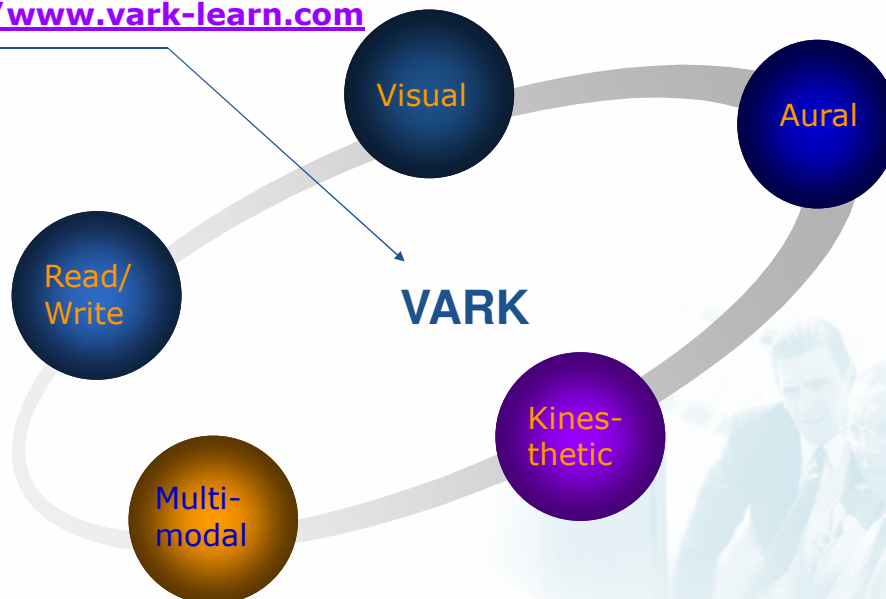 /www.vark-learn.com
Visual
Aural
Read/
Write
VARK
Kines-
thetic
Multi-
modal